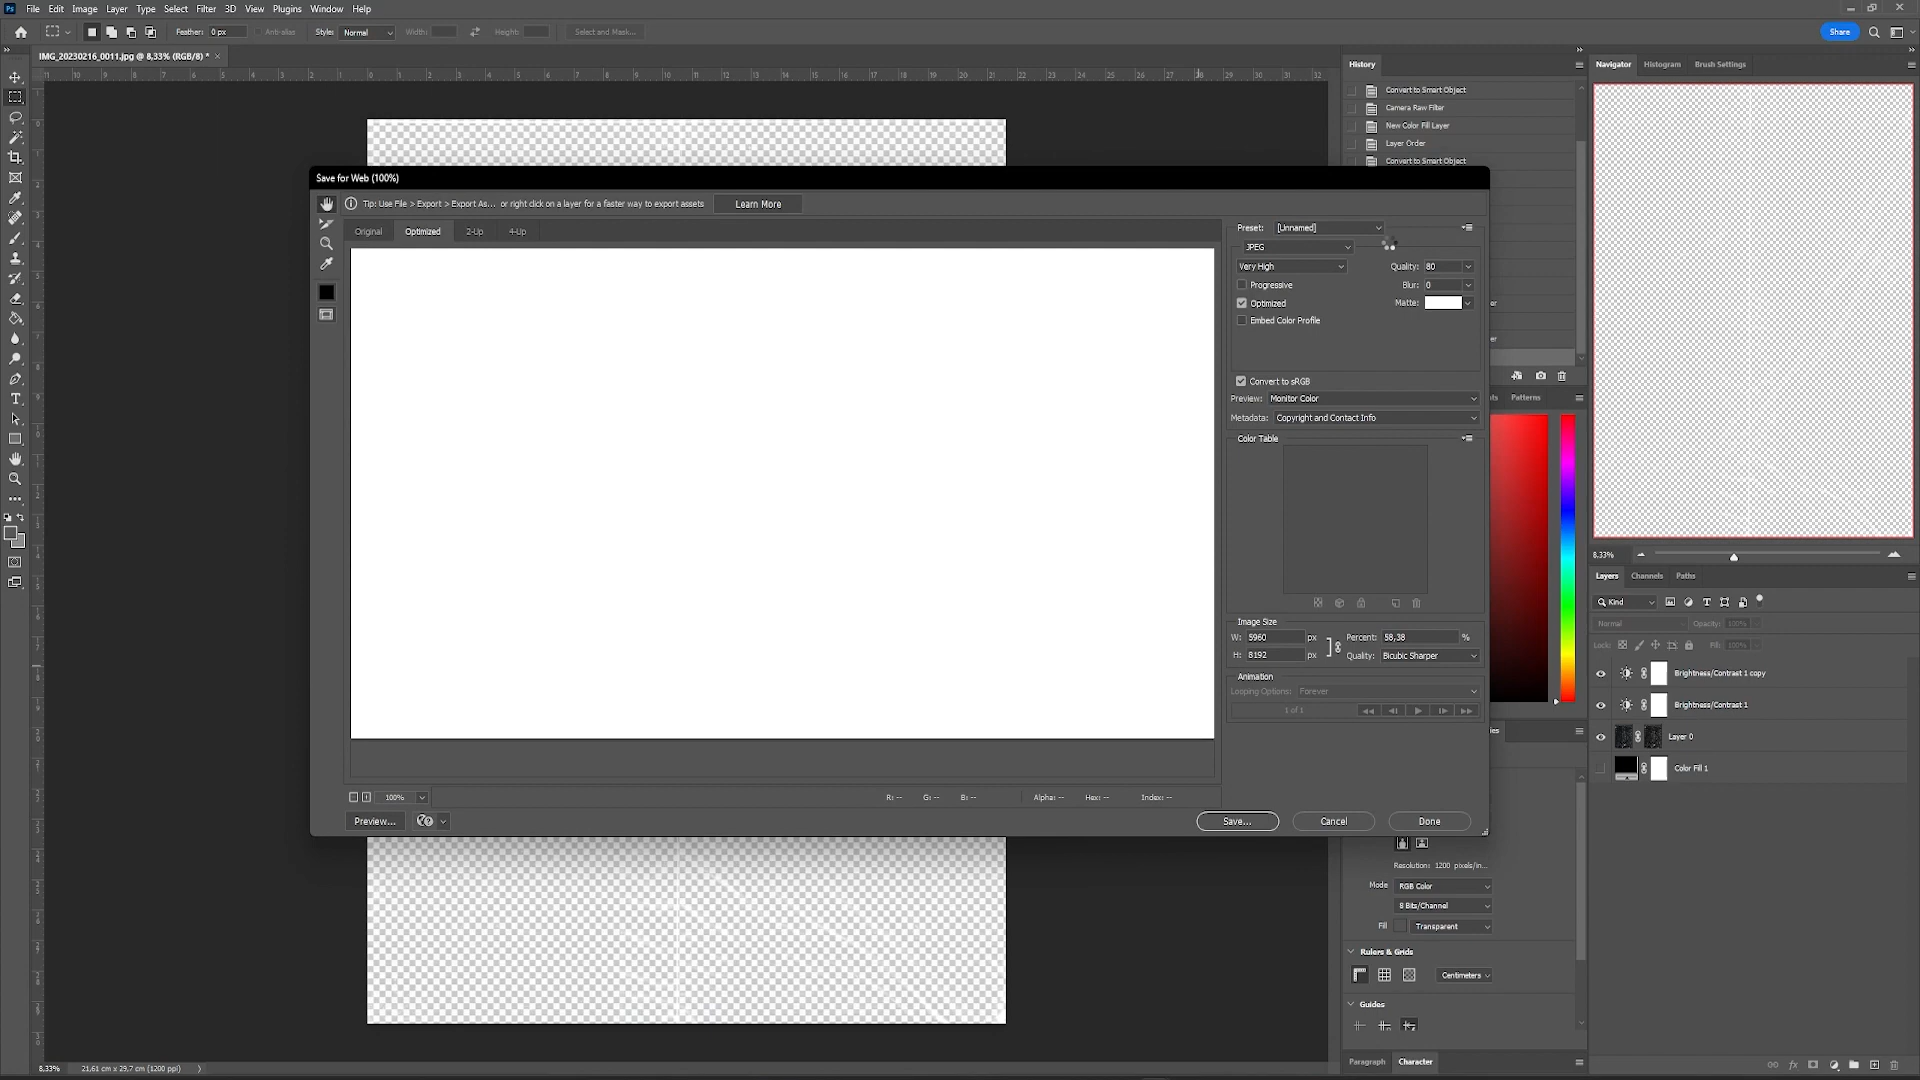 Ps File Edit Image Layer Type Select Filter 3D View Plugins Window Help
Feather: 0 px Anti-alias Style: Normal Width: Height: Select and Mask... Share
IMG_20230216_0011.jpg @ 8,33% (RGB/8) * ×
History
Navigator Histogram Brush Settings
Convert to Smart Object
Camera Raw Filter
New Color Fill Layer
Layer Order
Convert to Smart Object
Save for Web (100%)
Tip: Use File > Export > Export As... or right click on a layer for a faster way to export assets Learn More
Original Optimized 2-Up 4-Up
Preset: [Unnamed]
JPEG
Very High Quality: 80
Progressive Blur: 0
Optimized Matte:
Embed Color Profile
Convert to sRGB
Preview: Monitor Color
Metadata: Copyright and Contact Info
Patterns
Color Table
Image Size
W: 5960 px Percent: 58,38 %
H: 8192 px Quality: Bicubic Sharper
Animation
Looping Options: Forever
1 of 1
100% R: -- G: -- B: -- Alpha: -- Hex: -- Index: --
Preview... Save... Cancel Done
8,33%
Layers Channels Paths
Kind
Normal Opacity: 100%
Lock: Fill: 100%
Brightness/Contrast 1 copy
Brightness/Contrast 1
Layer 0
Color Fill 1
Resolution: 1200 pixels/in...
Mode RGB Color
8 Bits/Channel
Fill Transparent
Rulers & Grids
Centimeters
Guides
Paragraph Character
8,33% 21,61 cm x 29,7 cm (1200 ppi)